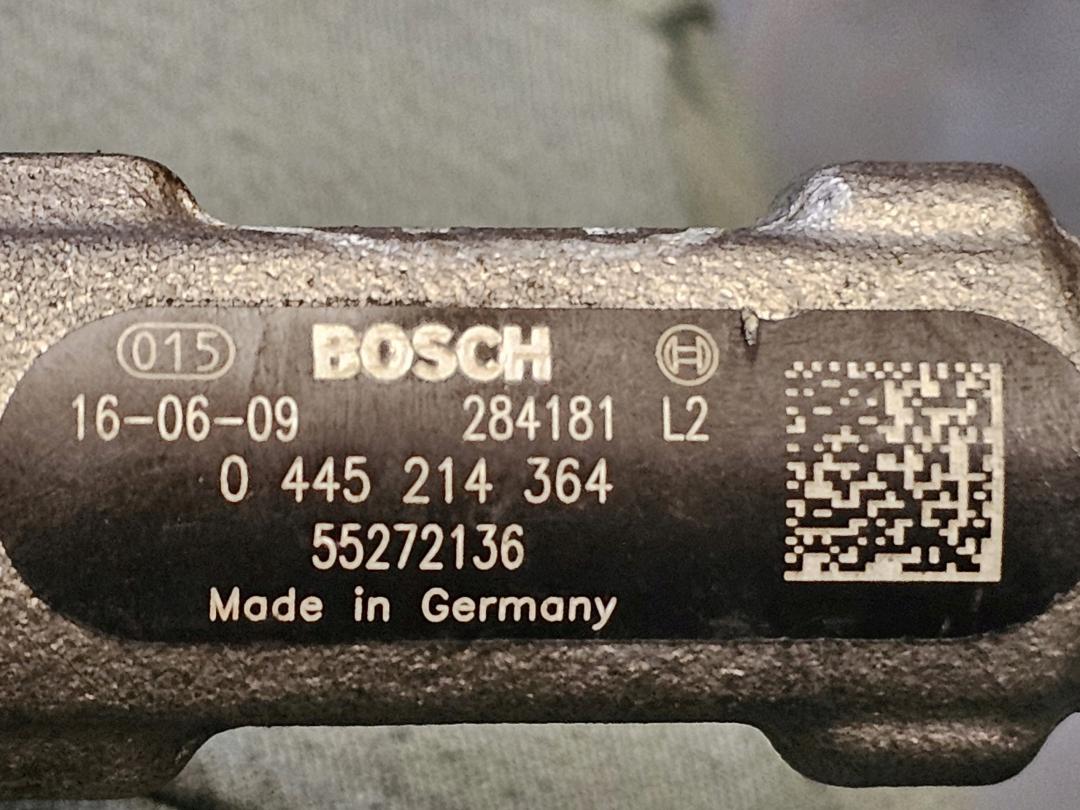 015 BOSCH
16-06-09 284181 L2
0 445 214 364
55272136
Made in Germany